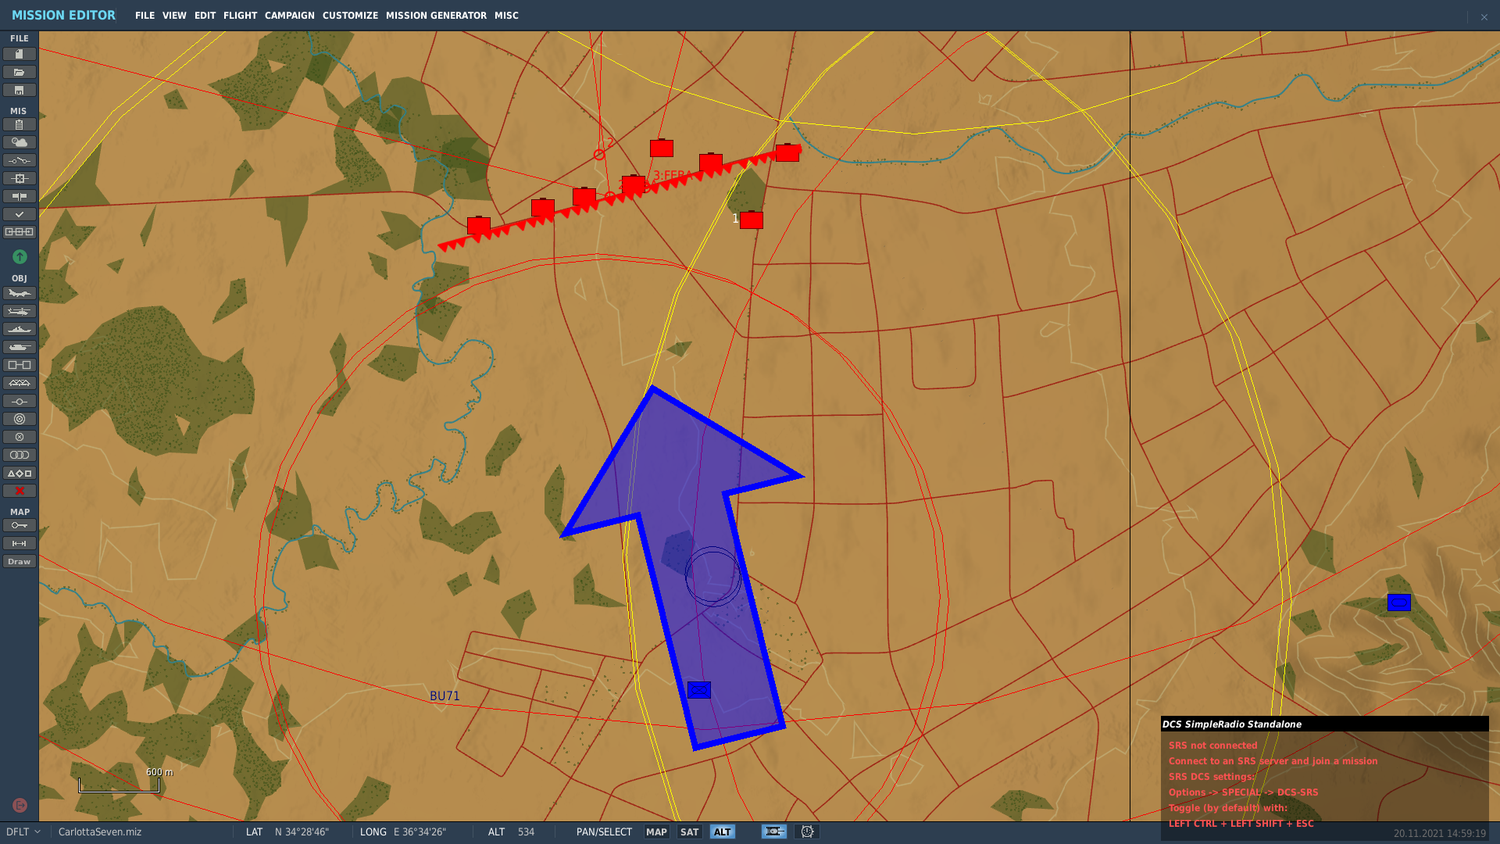 MISSION EDITOR
FILE VIEW EDIT FLIGHT CAMPAIGN CUSTOMIZE MISSION GENERATOR MISC
FILE
MIS
OBJ
MAP
Draw
2
3:FEBA
1
BU71
600 m
DCS SimpleRadio Standalone
SRS not connected
Connect to an SRS server and join a mission
SRS DCS settings:
Options -> SPECIAL -> DCS-SRS
Toggle (by default) with:
LEFT CTRL + LEFT SHIFT + ESC
DFLT CarlottaSeven.miz LAT N 34°28'46" LONG E 36°34'26" ALT 534 PAN/SELECT MAP SAT ALT 20.11.2021 14:59:19